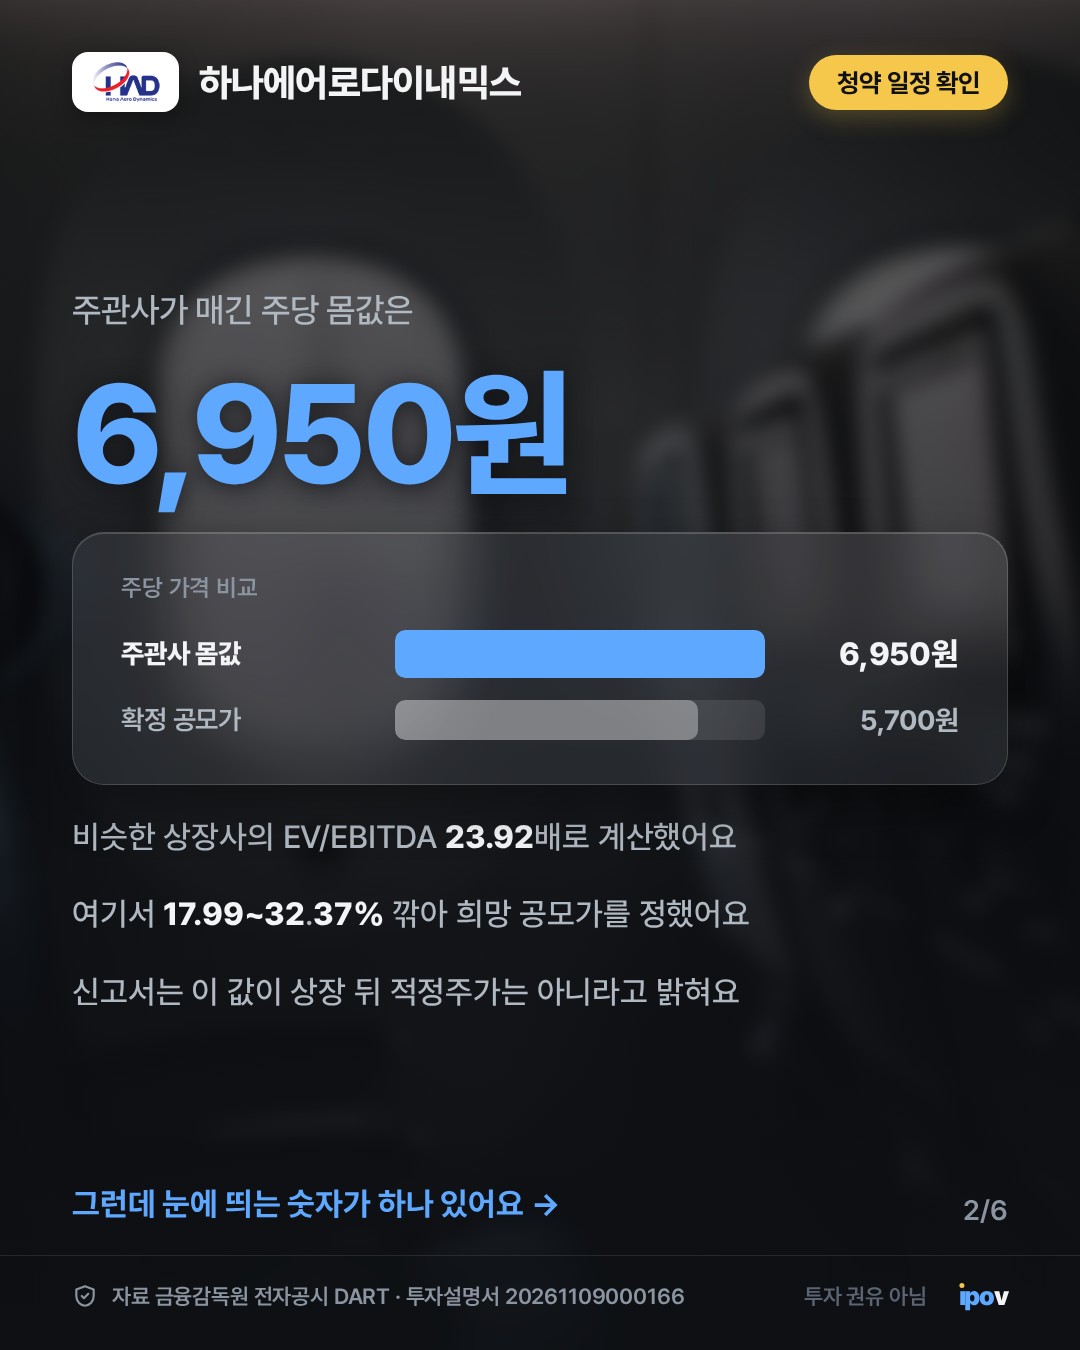 HAD
Hana Aero Dynamics
하나에어로다이내믹스
청약 일정 확인
주관사가 매긴 주당 몸값은
6,950원
주당 가격 비교
주관사 몸값 6,950원
확정 공모가 5,700원
비슷한 상장사의 EV/EBITDA 23.92배로 계산했어요
여기서 17.99~32.37% 깎아 희망 공모가를 정했어요
신고서는 이 값이 상장 뒤 적정주가는 아니라고 밝혀요
그런데 눈에 띄는 숫자가 하나 있어요 →
2/6
자료 금융감독원 전자공시 DART · 투자설명서 20261109000166
투자 권유 아님
ipov